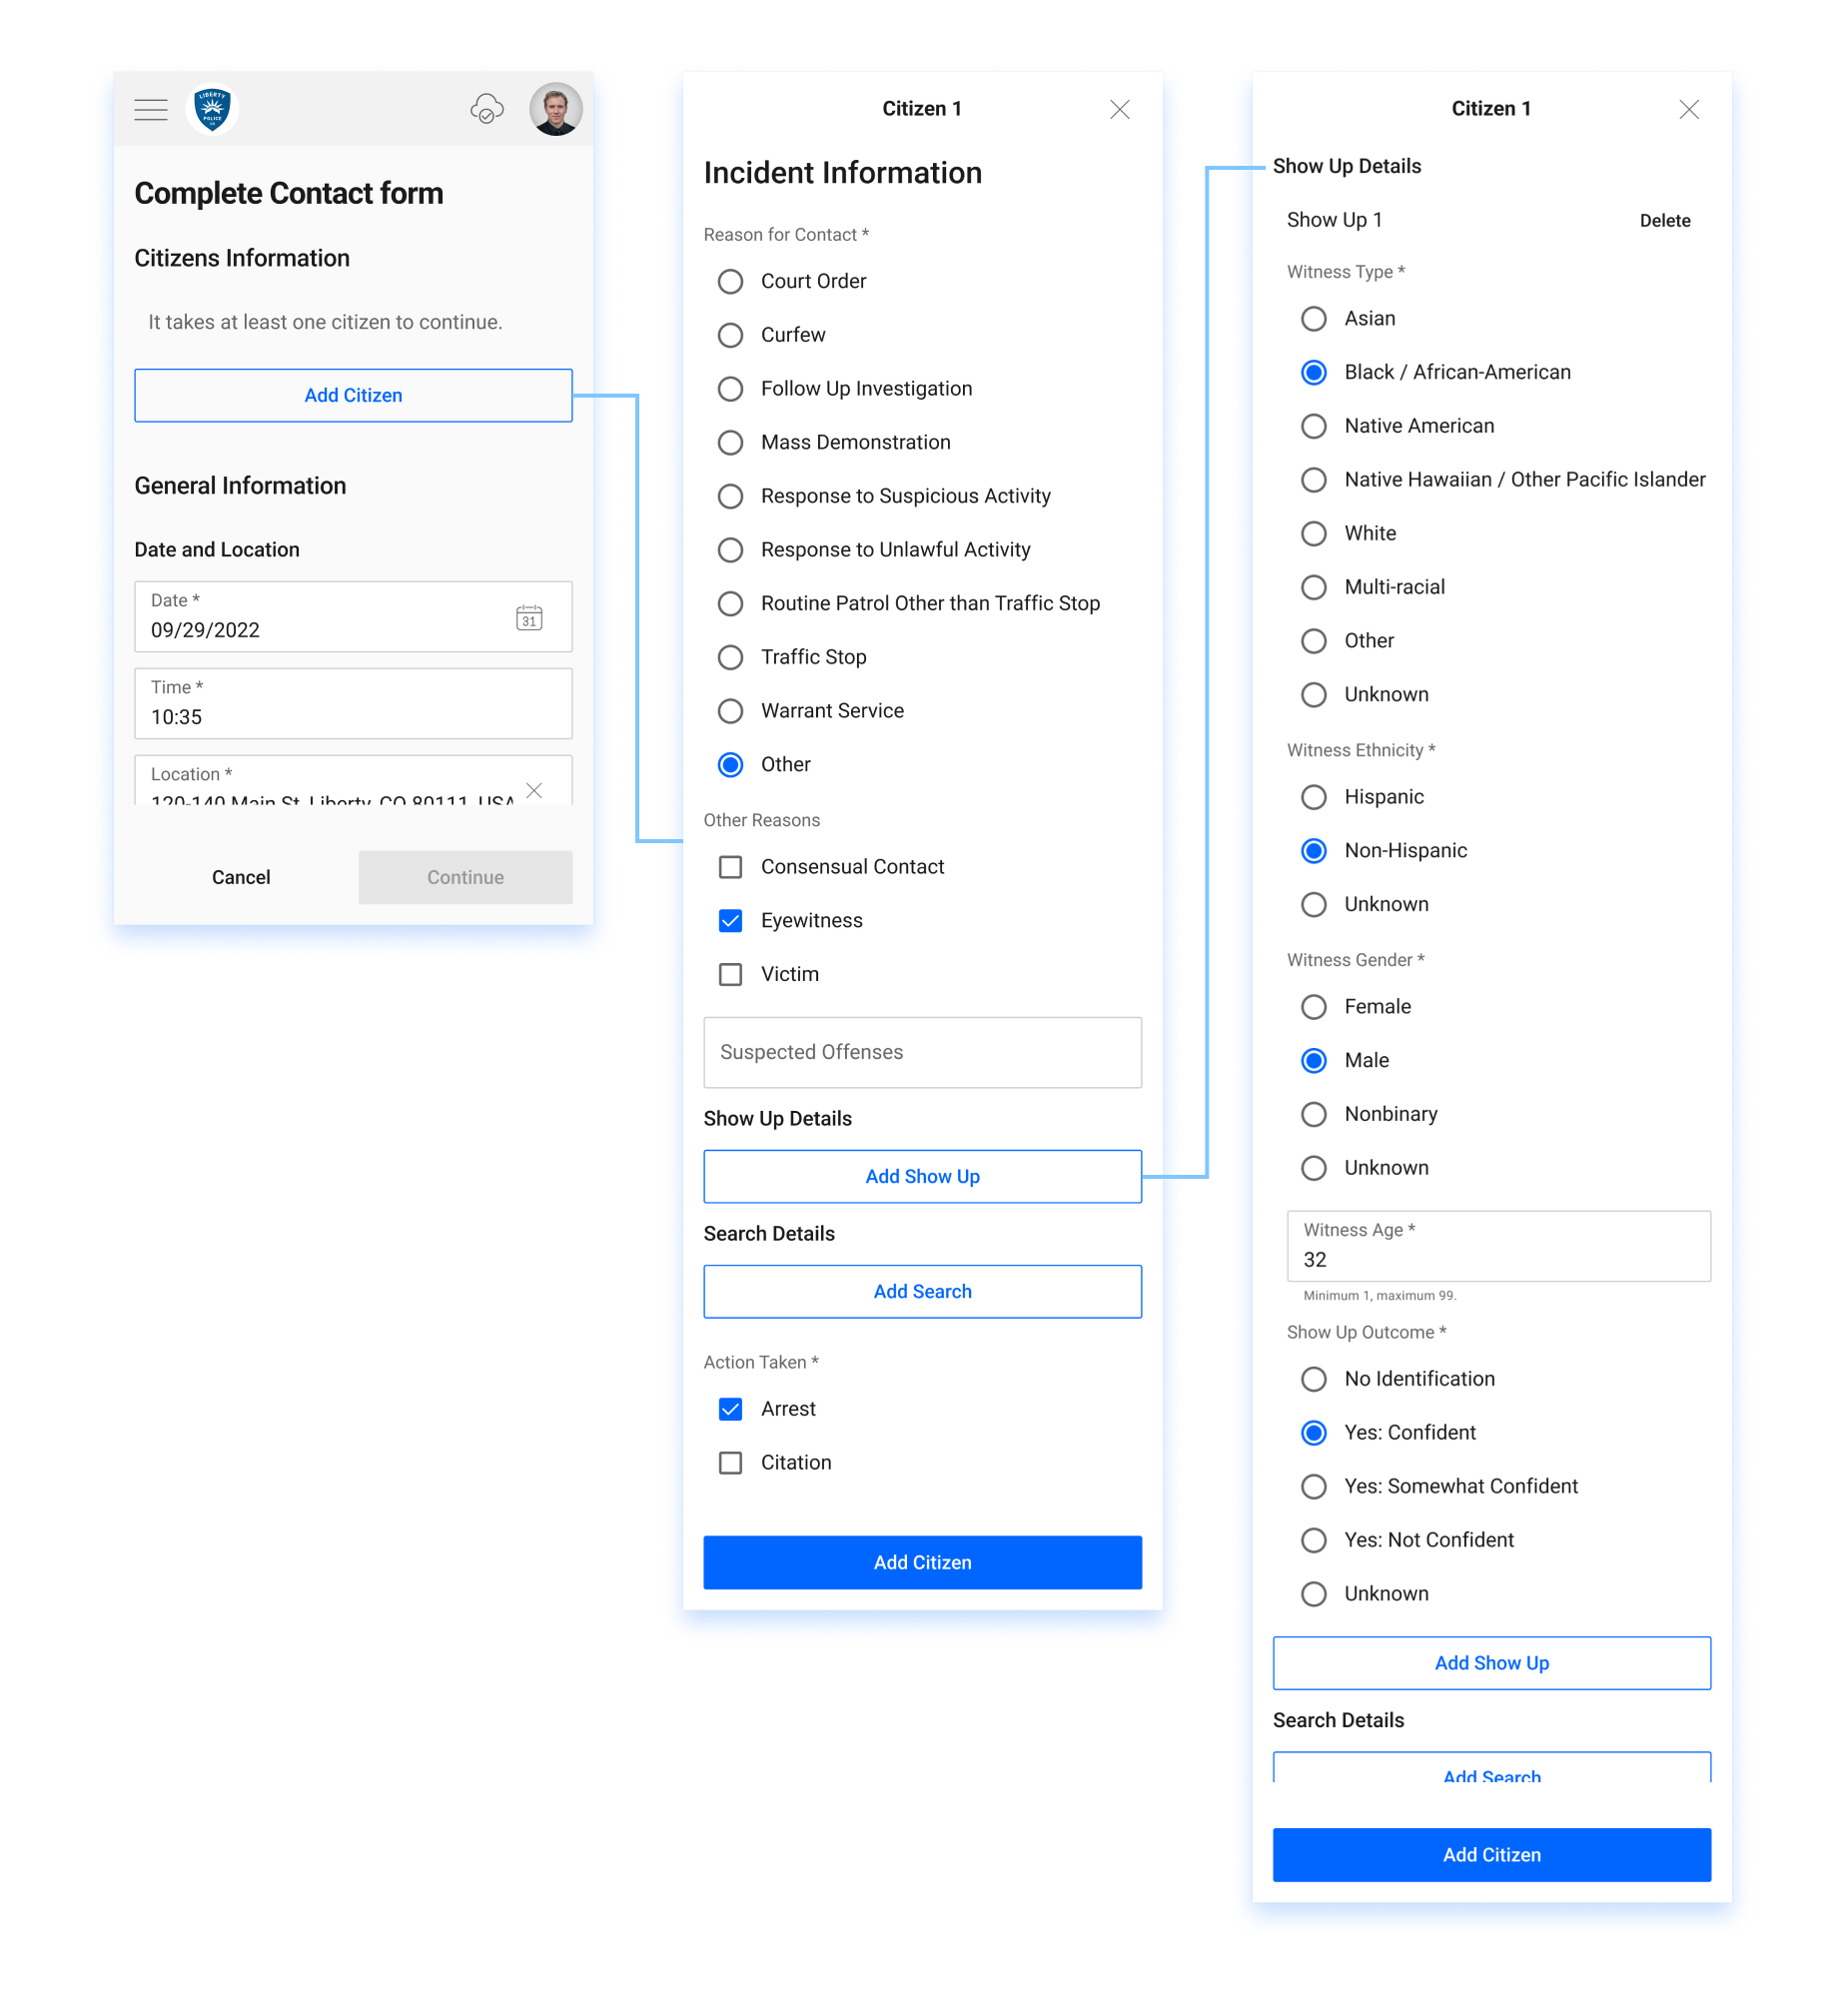 LIBERTY
POLICE
CO
Complete Contact form
Citizens Information
It takes at least one citizen to continue.
Add Citizen
General Information
Date and Location
Date *
09/29/2022
31
Time *
10:35
Location *
120-140 Main St, Liberty, CO 80111, USA
Cancel
Continue
Citizen 1
Incident Information
Reason for Contact *
Court Order
Curfew
Follow Up Investigation
Mass Demonstration
Response to Suspicious Activity
Response to Unlawful Activity
Routine Patrol Other than Traffic Stop
Traffic Stop
Warrant Service
Other
Other Reasons
Consensual Contact
Eyewitness
Victim
Suspected Offenses
Show Up Details
Add Show Up
Search Details
Add Search
Action Taken *
Arrest
Citation
Add Citizen
Citizen 1
Show Up Details
Show Up 1
Delete
Witness Type *
Asian
Black / African-American
Native American
Native Hawaiian / Other Pacific Islander
White
Multi-racial
Other
Unknown
Witness Ethnicity *
Hispanic
Non-Hispanic
Unknown
Witness Gender *
Female
Male
Nonbinary
Unknown
Witness Age *
32
Minimum 1, maximum 99.
Show Up Outcome *
No Identification
Yes: Confident
Yes: Somewhat Confident
Yes: Not Confident
Unknown
Add Show Up
Search Details
Add Search
Add Citizen